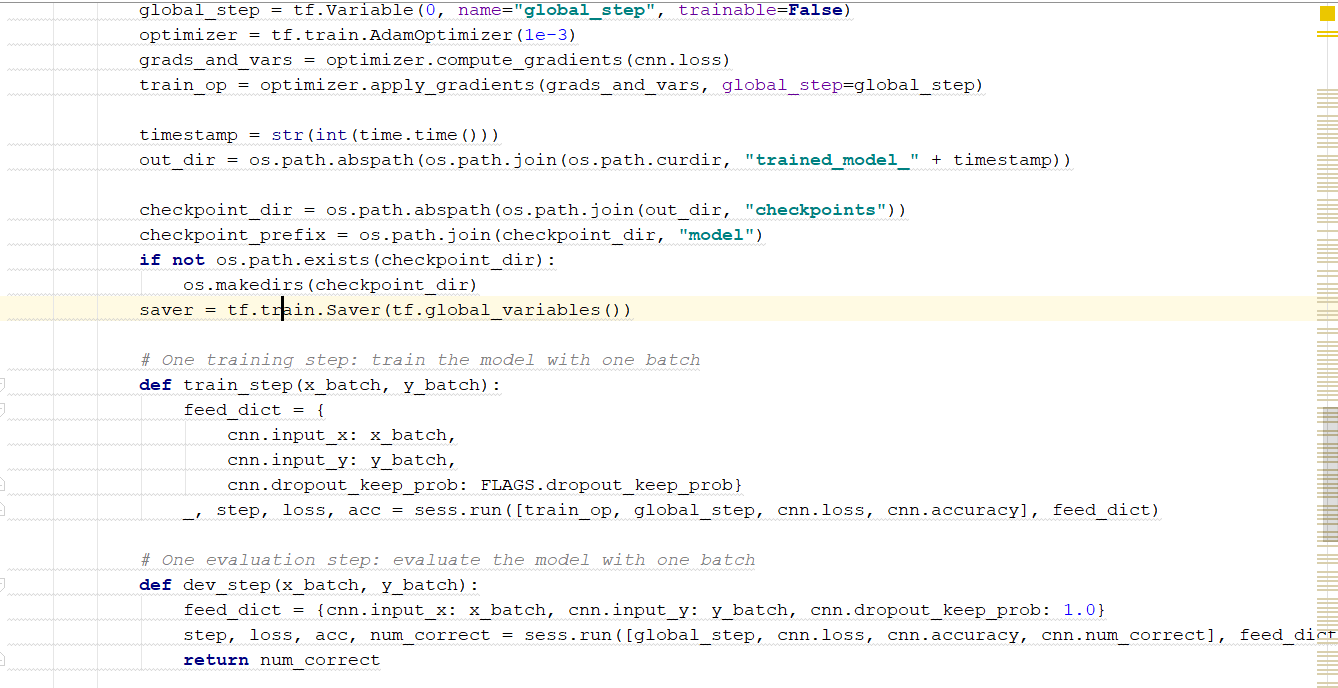 global_step = tf.Variable(0, name="global_step", trainable=False)
optimizer = tf.train.AdamOptimizer(1e-3)
grads_and_vars = optimizer.compute_gradients(cnn.loss)
train_op = optimizer.apply_gradients(grads_and_vars, global_step=global_step)
timestamp = str(int(time.time()))
out_dir = os.path.abspath(os.path.join(os.path.curdir, "trained_model_" + timestamp))
checkpoint_dir = os.path.abspath(os.path.join(out_dir, "checkpoints"))
checkpoint_prefix = os.path.join(checkpoint_dir, "model")
if not os.path.exists(checkpoint_dir):
os.makedirs(checkpoint_dir)
saver = tf.train.Saver(tf.global_variables())
# One training step: train the model with one batch
def train_step(x_batch, y_batch):
feed_dict = {
cnn.input_x: x_batch,
cnn.input_y: y_batch,
cnn.dropout_keep_prob: FLAGS.dropout_keep_prob}
_, step, loss, acc = sess.run([train_op, global_step, cnn.loss, cnn.accuracy], feed_dict)
# One evaluation step: evaluate the model with one batch
def dev_step(x_batch, y_batch):
feed_dict = {cnn.input_x: x_batch, cnn.input_y: y_batch, cnn.dropout_keep_prob: 1.0}
step, loss, acc, num_correct = sess.run([global_step, cnn.loss, cnn.accuracy, cnn.num_correct], feed_dict
return num_correct